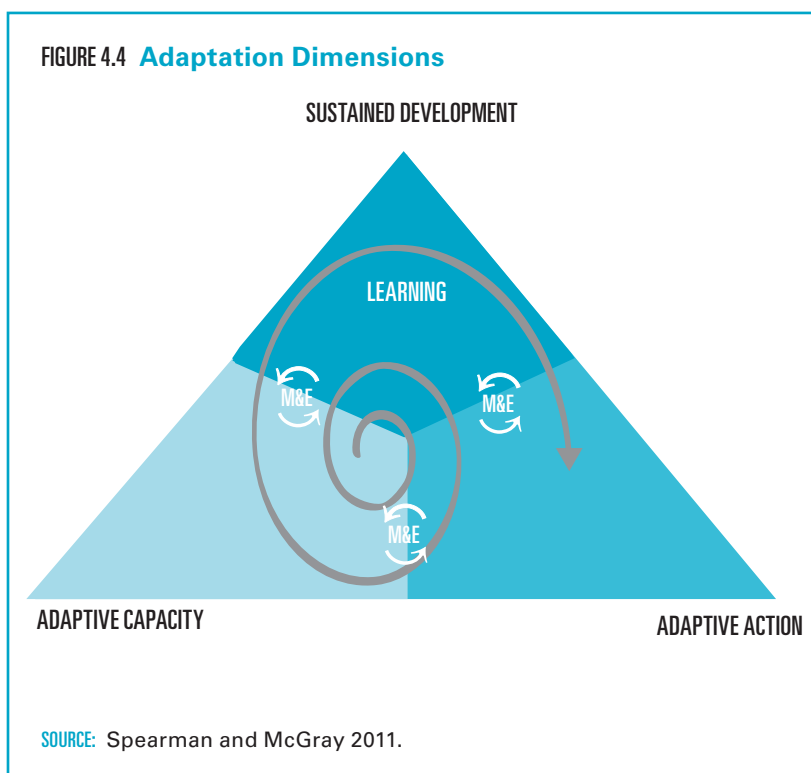 FIGURE 4.4 Adaptation Dimensions
SUSTAINED DEVELOPMENT
LEARNING
M&E
M&E
M&E
ADAPTIVE CAPACITY
ADAPTIVE ACTION
SOURCE: Spearman and McGray 2011.